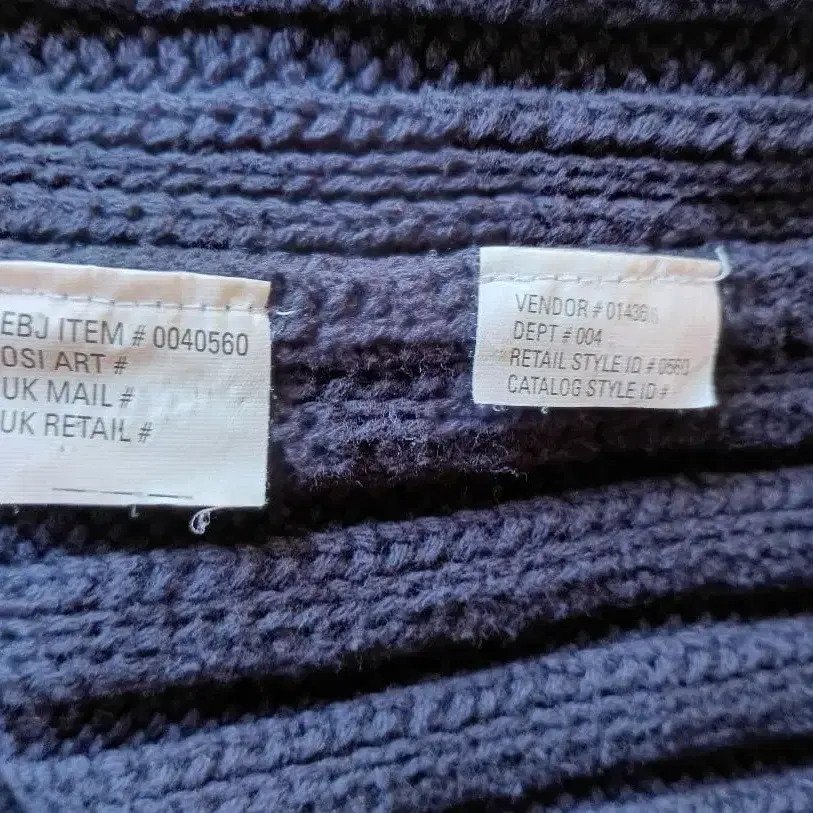 EBJ ITEM # 0040560
OSI ART #
UK MAIL #
UK RETAIL #
VENDOR #
DEPT # 004
RETAIL STYLE ID # 0560
CATALOG STYLE ID #